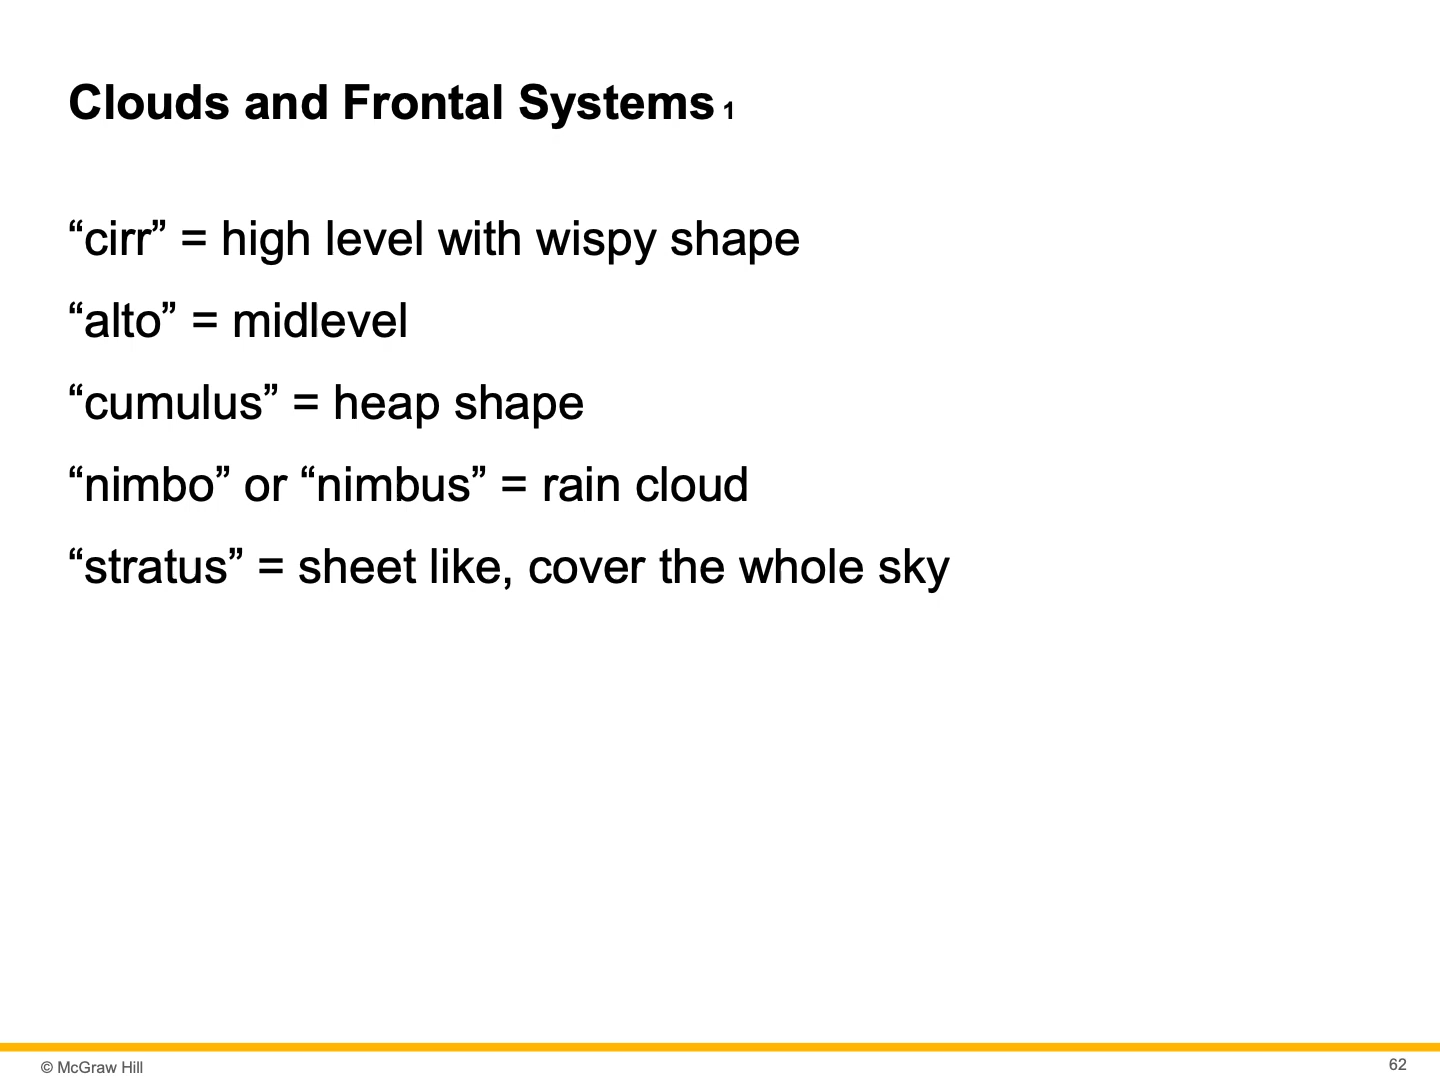 Clouds and Frontal Systems 1
“cirr” = high level with wispy shape
“alto” = midlevel
“cumulus” = heap shape
“nimbo” or “nimbus” = rain cloud
“stratus” = sheet like, cover the whole sky
© McGraw Hill
62